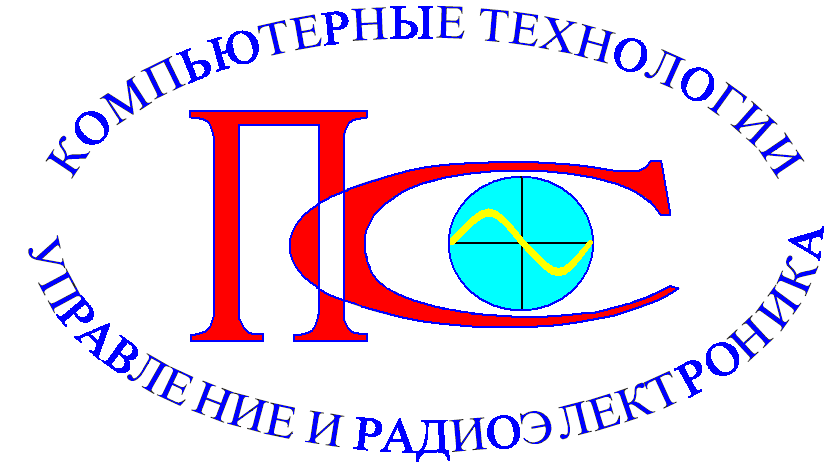 КОМПЬЮТЕРНЫЕ ТЕХНОЛОГИИ
ПС
УПРАВЛЕНИЕ И РАДИОЭЛЕКТРОНИКА